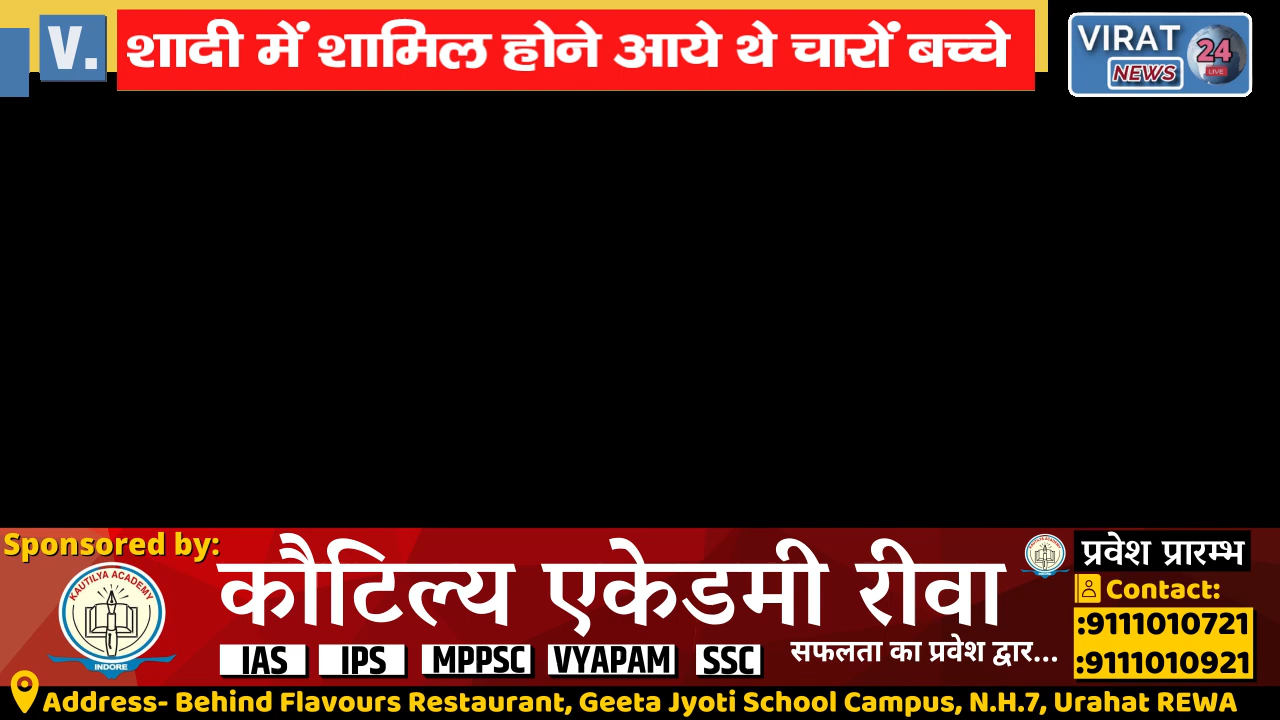 V. शादी में शामिल होने आये थे चारों बच्चे
VIRAT
NEWS
24
LIVE
Sponsored by:
KAUTILYA ACADEMY
INDORE
कौटिल्य एकेडमी रीवा
IAS IPS MPPSC VYAPAM SSC
सफलता का प्रवेश द्वार...
प्रवेश प्रारम्भ
Contact:
:9111010721
:9111010921
Address- Behind Flavours Restaurant, Geeta Jyoti School Campus, N.H.7, Urahat REWA